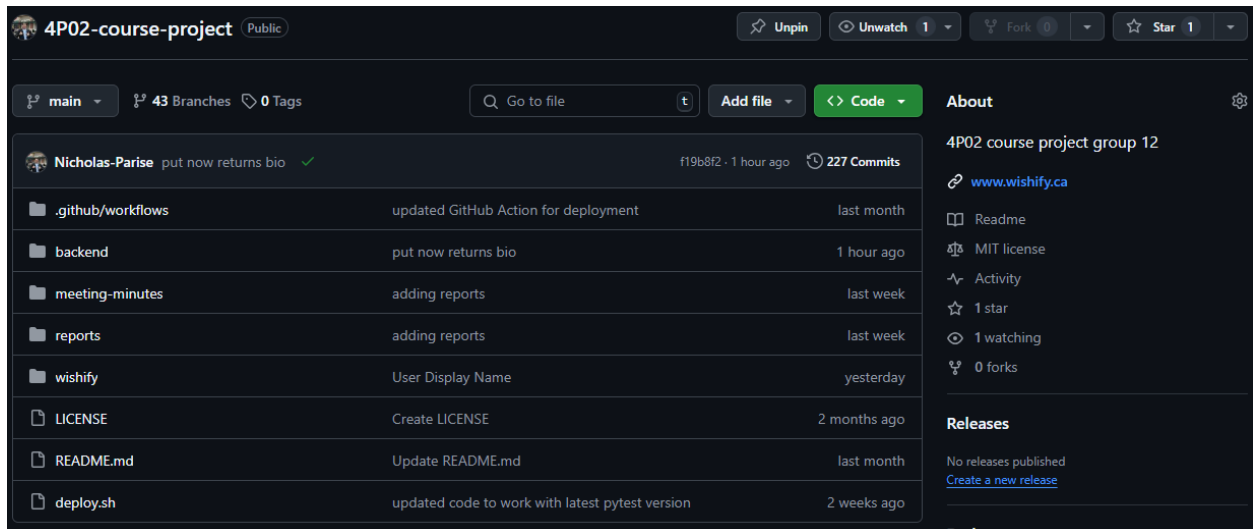 4P02-course-project Public Unpin Unwatch 1 Fork 0 Star 1
main 43 Branches 0 Tags Go to file t Add file Code
Nicholas-Parise put now returns bio f19b8f2 · 1 hour ago 227 Commits
.github/workflows updated GitHub Action for deployment last month
backend put now returns bio 1 hour ago
meeting-minutes adding reports last week
reports adding reports last week
wishify User Display Name yesterday
LICENSE Create LICENSE 2 months ago
README.md Update README.md last month
deploy.sh updated code to work with latest pytest version 2 weeks ago
About
4P02 course project group 12
www.wishify.ca
Readme
MIT license
Activity
1 star
1 watching
0 forks
Releases
No releases published
Create a new release